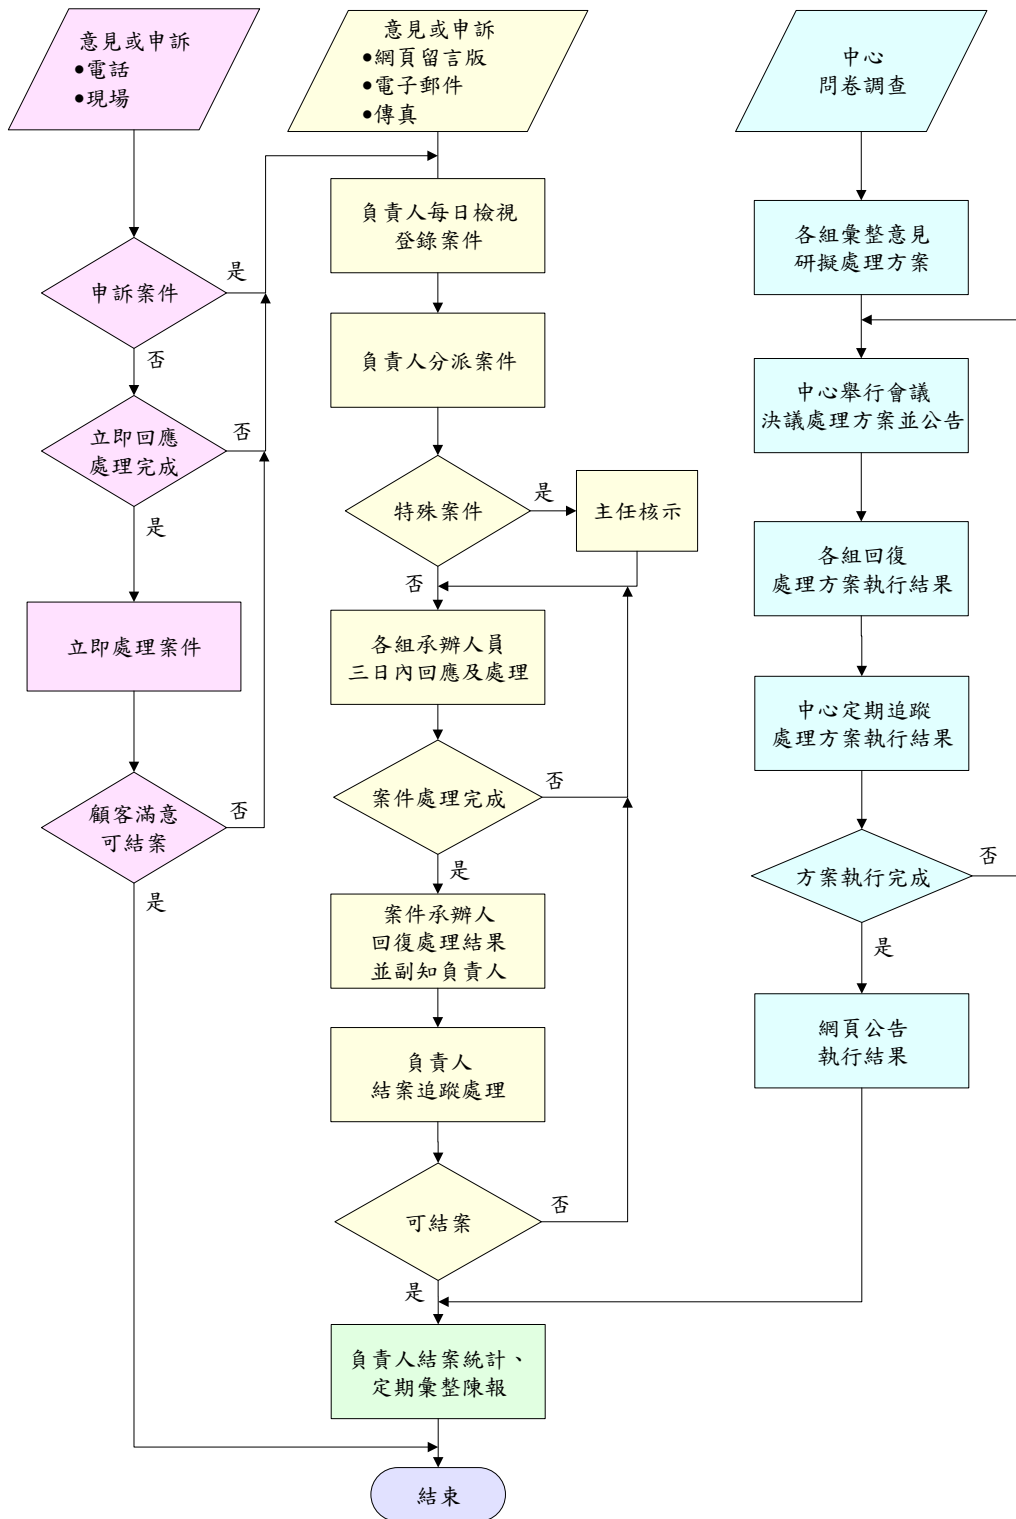 意見或申訴
●電話
●現場
申訴案件
是
否
立即回應
處理完成
否
是
立即處理案件
顧客滿意
可結案
否
是
意見或申訴
●網頁留言版
●電子郵件
●傳真
負責人每日檢視
登錄案件
負責人分派案件
特殊案件
是
主任核示
否
各組承辦人員
三日內回應及處理
案件處理完成
否
是
案件承辦人
回復處理結果
並副知負責人
負責人
結案追蹤處理
可結案
否
是
中心
問卷調查
各組彙整意見
研擬處理方案
中心舉行會議
決議處理方案並公告
各組回復
處理方案執行結果
中心定期追蹤
處理方案執行結果
方案執行完成
否
是
網頁公告
執行結果
負責人結案統計、
定期彙整陳報
結束